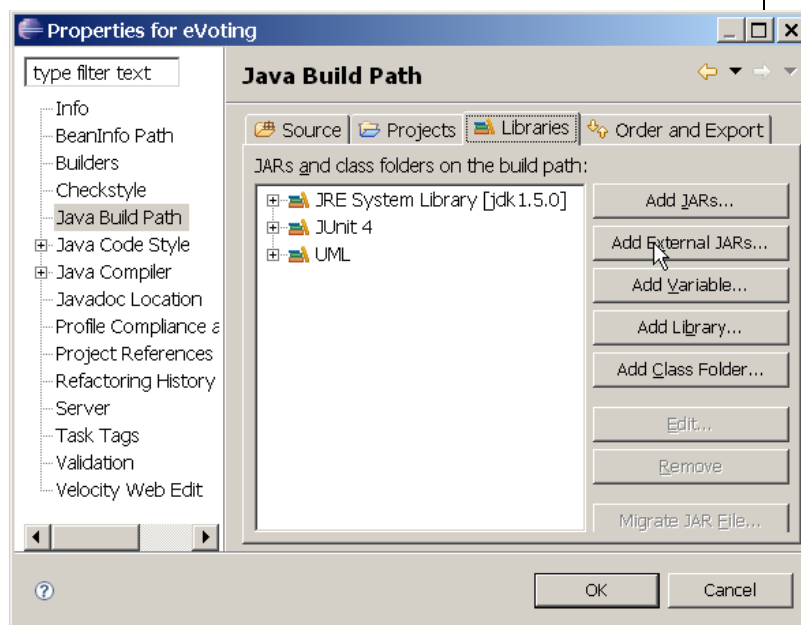 Properties for eVoting
type filter text
Info
BeanInfo Path
Builders
Checkstyle
Java Build Path
Java Code Style
Java Compiler
Javadoc Location
Profile Compliance a
Project References
Refactoring History
Server
Task Tags
Validation
Velocity Web Edit
Java Build Path
Source
Projects
Libraries
Order and Export
JARs and class folders on the build path:
JRE System Library [jdk1.5.0]
JUnit 4
UML
Add JARs...
Add External JARs...
Add Variable...
Add Library...
Add Class Folder...
Edit...
Remove
Migrate JAR File...
OK
Cancel